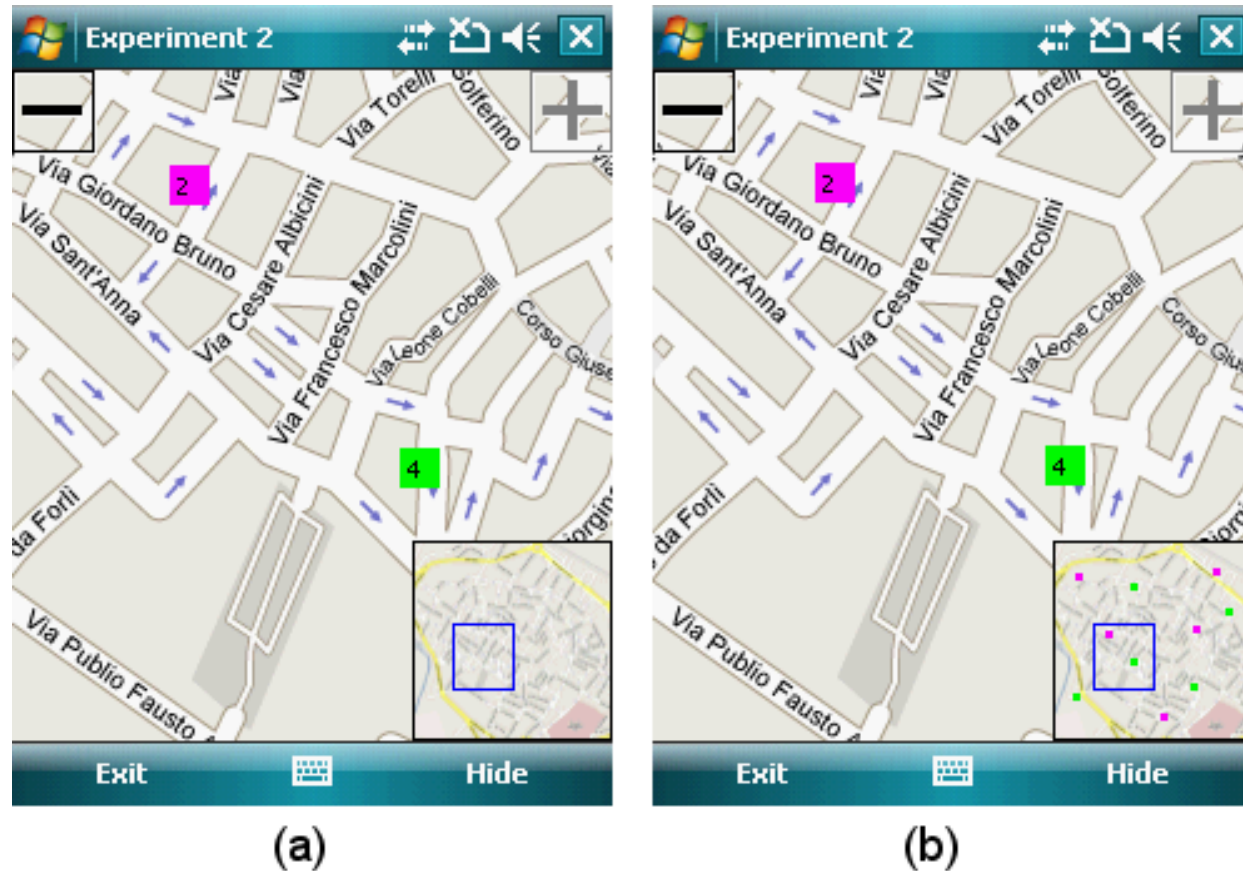 Experiment 2
Via
Via
Via Torelli
Solferino
2
Via Giordano Bruno
Via Sant'Anna
Via Cesare Albicini
Via Francesco Marcolini
Via Leone Cobelli
Corso Giuse
4
da Forlì
iorgina
Via Publio Fausto A
Exit
Hide
(a)
Experiment 2
Via
Via
Via Torelli
Solferino
2
Via Giordano Bruno
Via Sant'Anna
Via Cesare Albicini
Via Francesco Marcolini
Via Leone Cobelli
Corso Giuse
4
da Forlì
Via Publio Fausto A
Exit
Hide
(b)